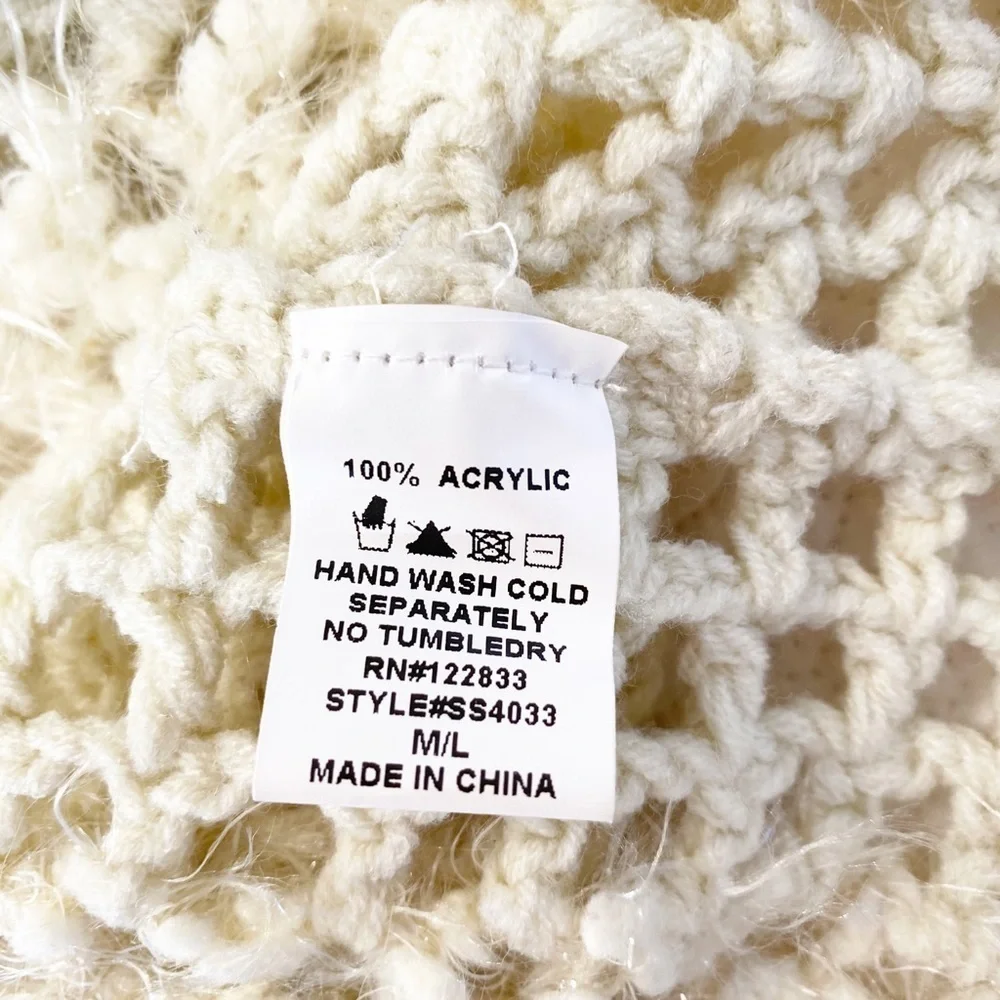 100% ACRYLIC
HAND WASH COLD
SEPARATELY
NO TUMBLEDRY
RN#122833
STYLE#SS4033
M/L
MADE IN CHINA